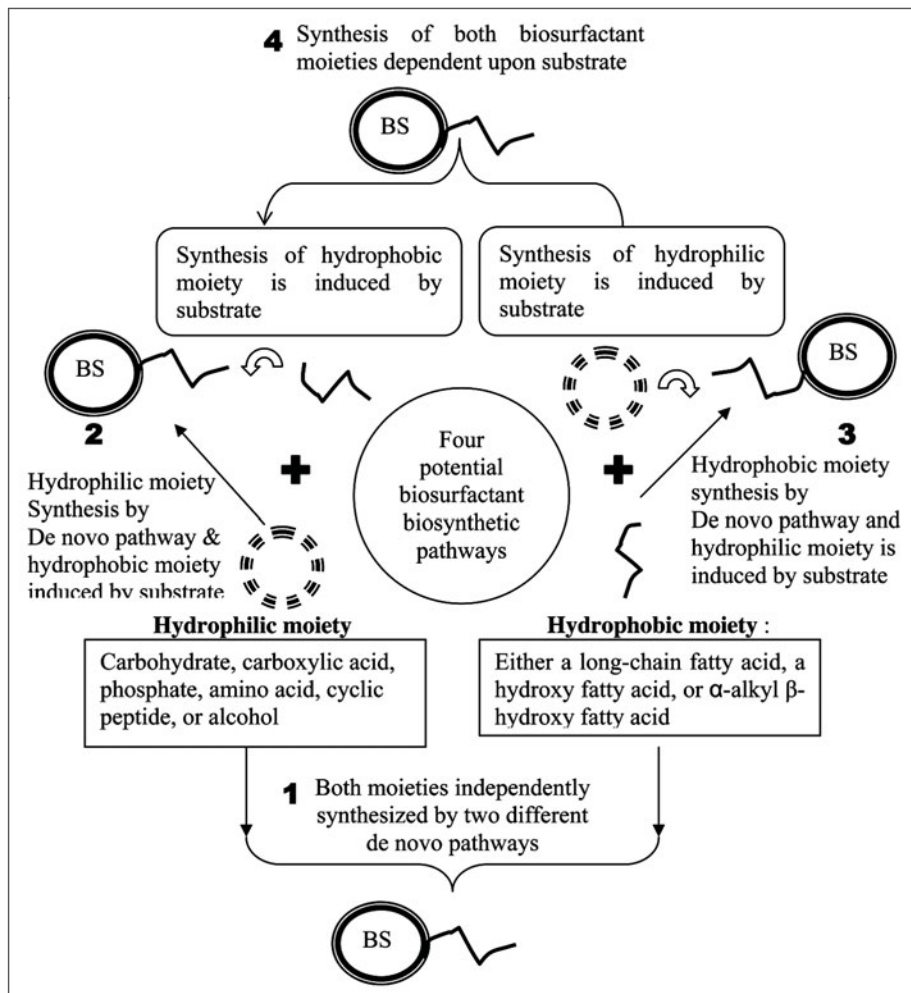 4 Synthesis of both biosurfactant
moieties dependent upon substrate
BS
Synthesis of hydrophobic
moiety is induced by
substrate
Synthesis of hydrophilic
moiety is induced by
substrate
BS
2
Hydrophilic moiety
Synthesis by
De novo pathway &
hydrophobic moiety
induced by substrate
Four
potential
biosurfactant
biosynthetic
pathways
BS
3
Hydrophobic moiety
synthesis by
De novo pathway and
hydrophilic moiety is
induced by substrate
Hydrophilic moiety
Carbohydrate, carboxylic acid,
phosphate, amino acid, cyclic
peptide, or alcohol
Hydrophobic moiety :
Either a long-chain fatty acid, a
hydroxy fatty acid, or α-alkyl β-
hydroxy fatty acid
1 Both moieties independently
synthesized by two different
de novo pathways
BS